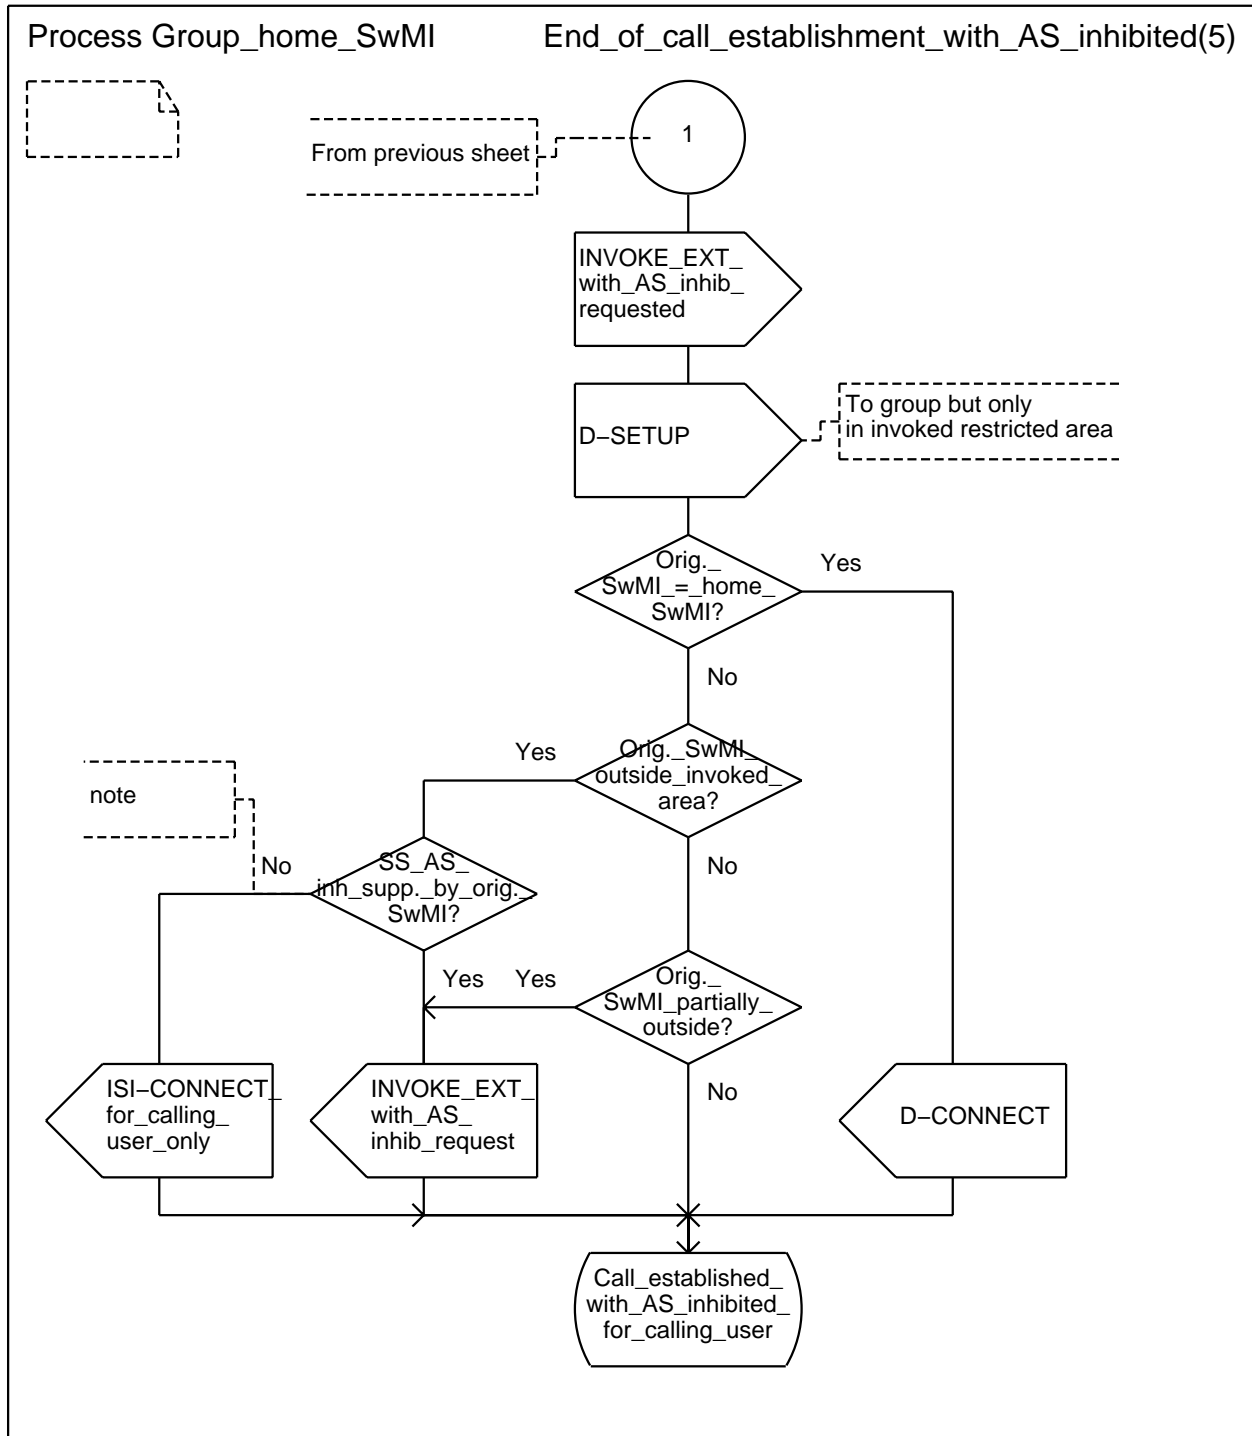 Process Group_home_SwMI
End_of_call_establishment_with_AS_inhibited(5)
From previous sheet
1
INVOKE_EXT_
with_AS_inhib_
requested
D−SETUP
To group but only
in invoked restricted area
Orig._
SwMI_=_home_
SwMI?
Yes
No
Orig._SwMI_
outside_invoked_
area?
Yes
No
note
No
SS_AS_
inh_supp._by_orig._
SwMI?
Yes
Yes
Orig._
SwMI_partially_
outside?
No
ISI−CONNECT_
for_calling_
user_only
INVOKE_EXT_
with_AS_
inhib_request
D−CONNECT
Call_established_
with_AS_inhibited_
for_calling_user